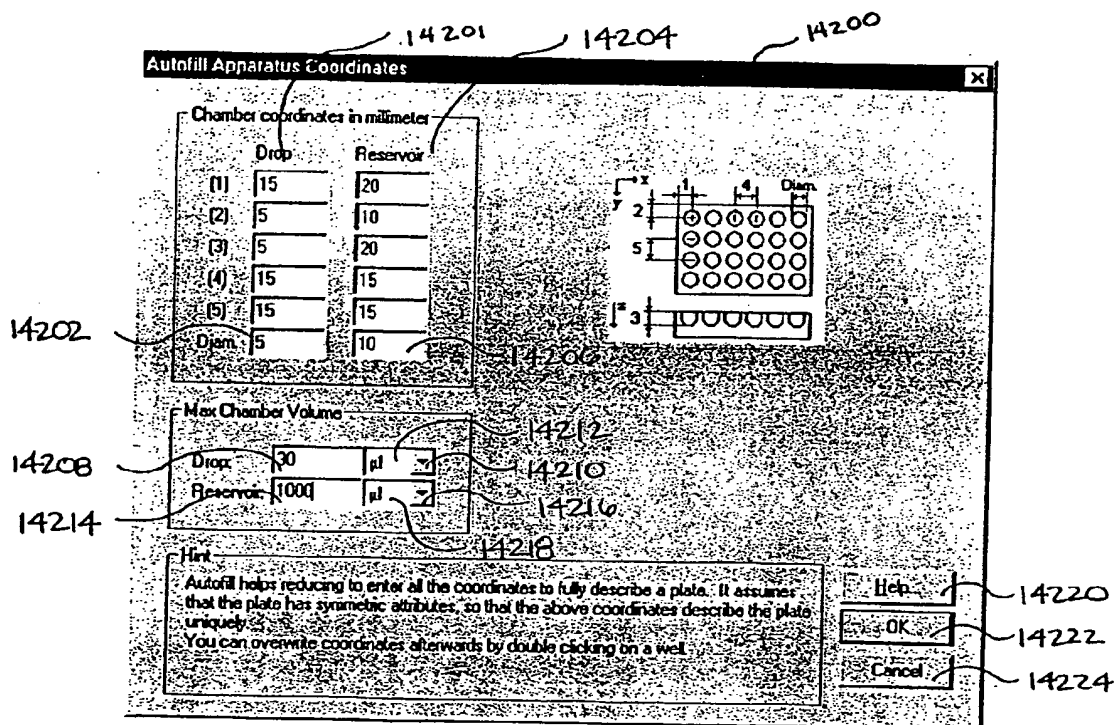 14201
14204
14200
Autofill Apparatus Coordinates
Chamber coordinates in millimeter
Drop Reservoir
(1) 15 20
(2) 5 10
(3) 5 20
(4) 15 15
(5) 15 15
Diam. 5 10
14202
14206
x
y
1 4 Diam.
2
5
z
3
Max Chamber Volume
Drop: 30 µl
Reservoir: 1000 µl
14208
14212
14210
14214
14216
14218
Hint
Autofill helps reducing to enter all the coordinates to fully describe a plate. It assumes
that the plate has symetric attributes, so that the above coordinates describe the plate
uniquely.
You can overwrite coordinates afterwards by double clicking on a well.
Help
OK
Cancel
14220
14222
14224